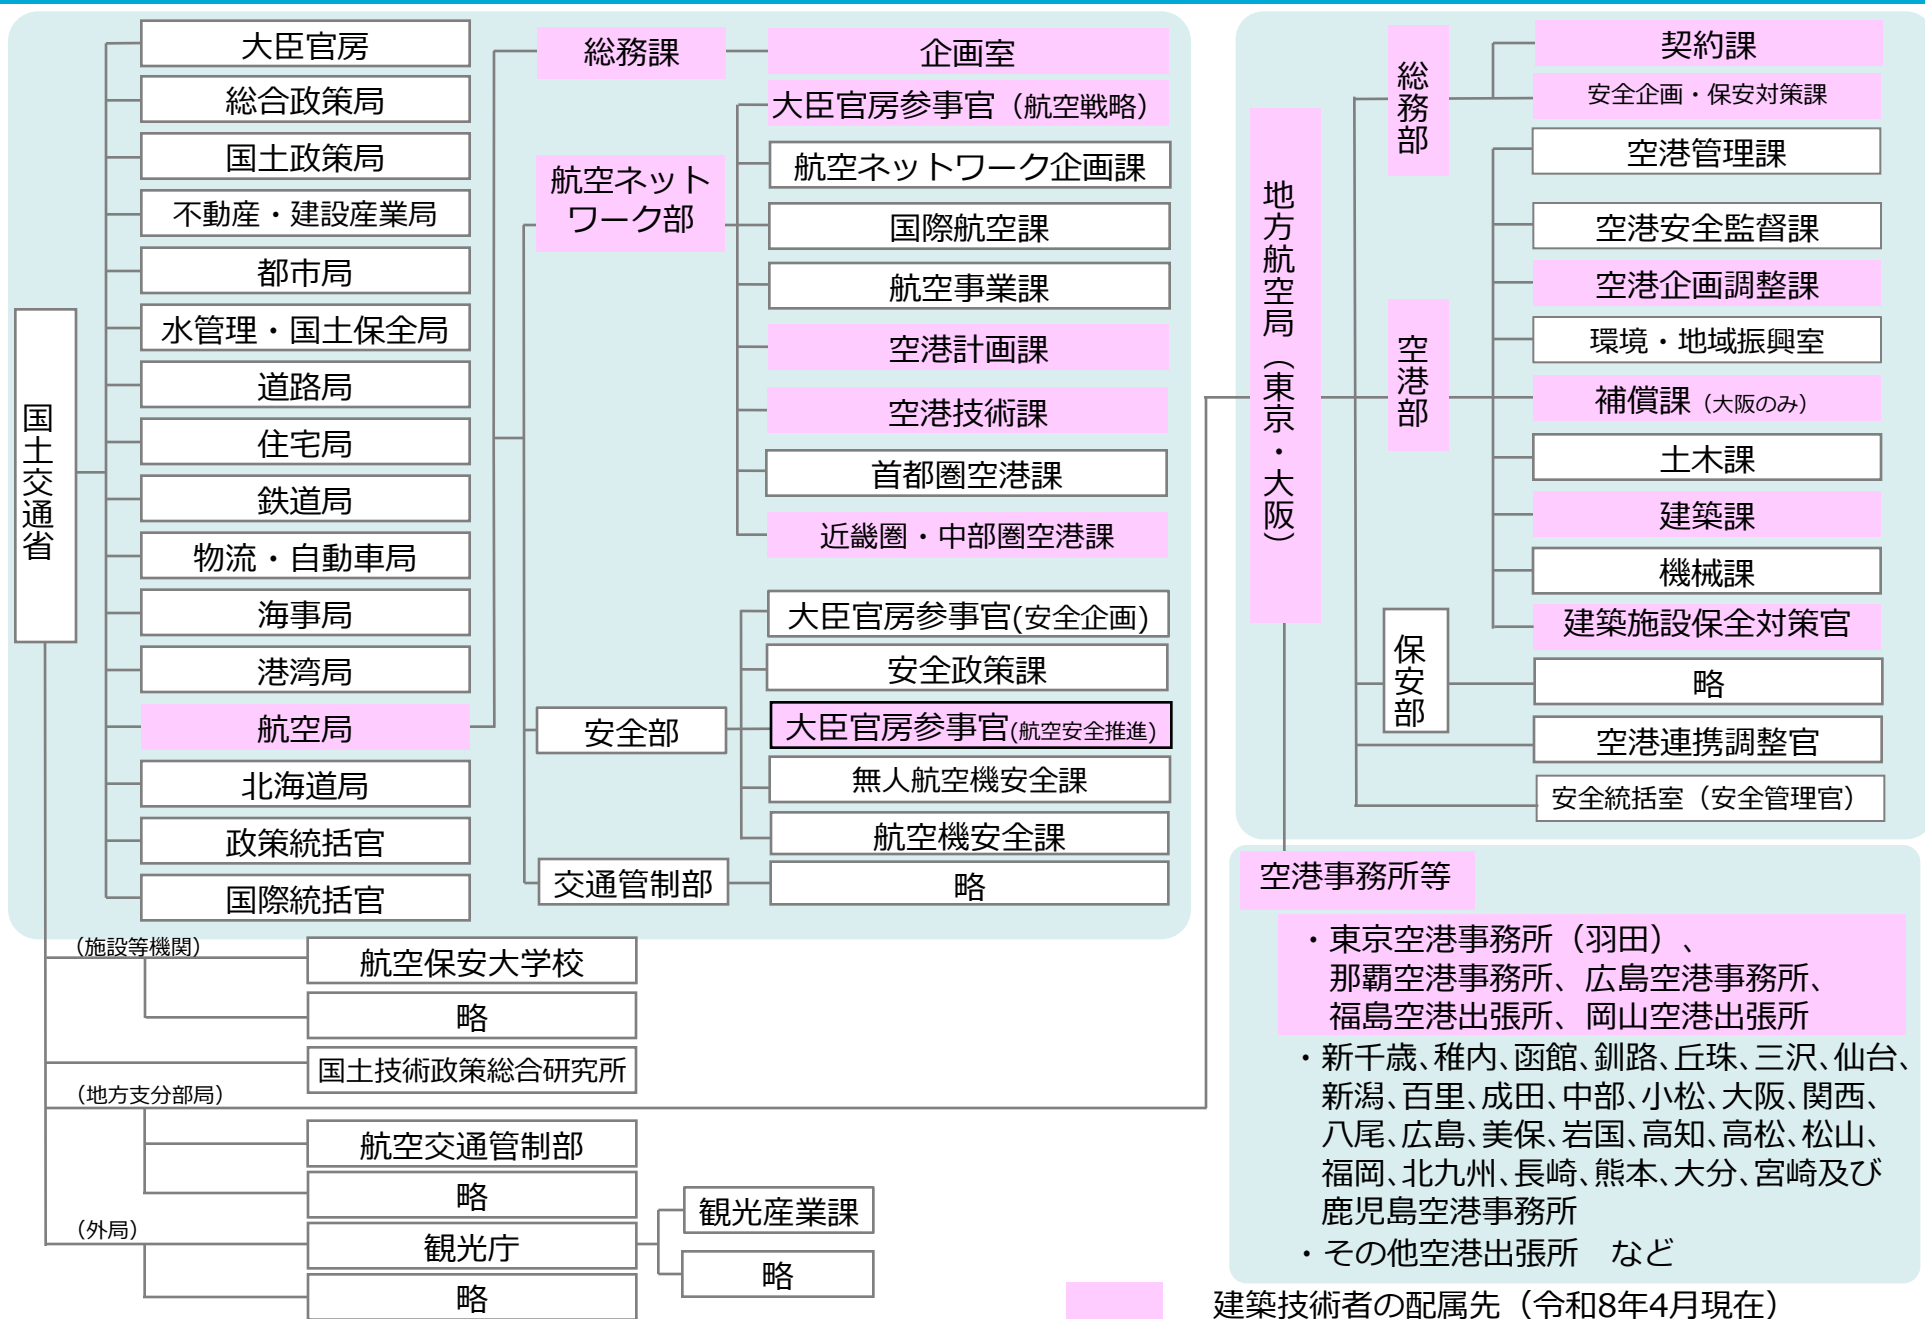 国土交通省
大臣官房
総合政策局
国土政策局
不動産・建設産業局
都市局
水管理・国土保全局
道路局
住宅局
鉄道局
物流・自動車局
海事局
港湾局
航空局
北海道局
政策統括官
国際統括官
総務課
企画室
航空ネット
ワーク部
大臣官房参事官（航空戦略）
航空ネットワーク企画課
国際航空課
航空事業課
空港計画課
空港技術課
首都圏空港課
近畿圏・中部圏空港課
安全部
大臣官房参事官(安全企画)
安全政策課
大臣官房参事官(航空安全推進)
無人航空機安全課
航空機安全課
交通管制部
略
（施設等機関）
航空保安大学校
略
国土技術政策総合研究所
（地方支分部局）
航空交通管制部
略
（外局）
観光庁
略
観光産業課
略
地方航空局（東京・大阪）
総務部
契約課
安全企画・保安対策課
空港部
空港管理課
空港安全監督課
空港企画調整課
環境・地域振興室
補償課（大阪のみ）
土木課
建築課
機械課
建築施設保全対策官
保安部
略
空港連携調整官
安全統括室（安全管理官）
空港事務所等
・東京空港事務所（羽田）、
那覇空港事務所、広島空港事務所、
福島空港出張所、岡山空港出張所
・新千歳、稚内、函館、釧路、丘珠、三沢、仙台、
新潟、百里、成田、中部、小松、大阪、関西、
八尾、広島、美保、岩国、高知、高松、松山、
福岡、北九州、長崎、熊本、大分、宮崎及び
鹿児島空港事務所
・その他空港出張所　など
建築技術者の配属先（令和8年4月現在）